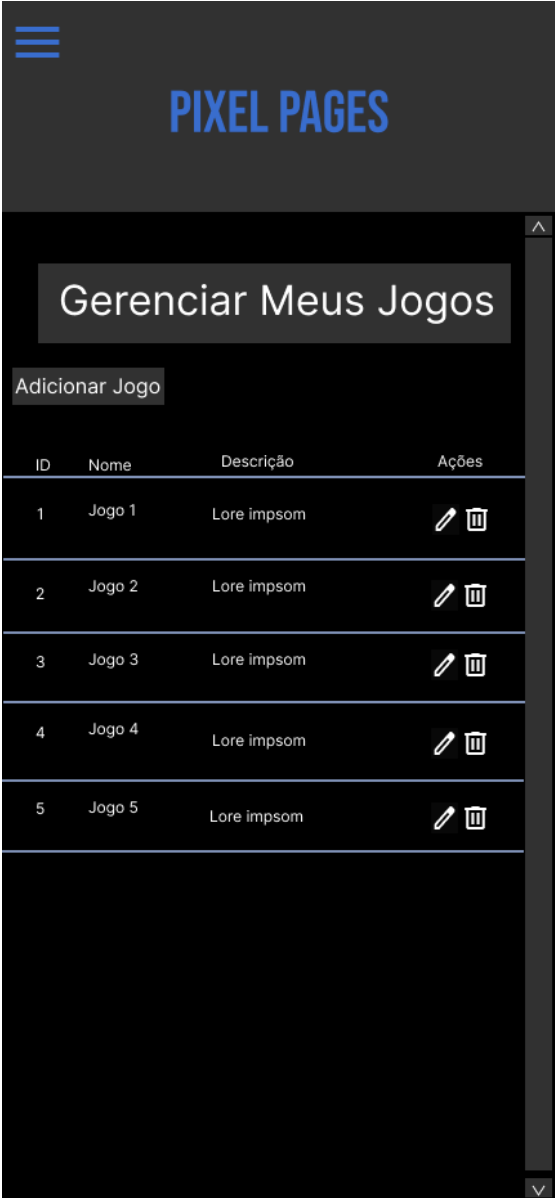 PIXEL PAGES
Gerenciar Meus Jogos
Adicionar Jogo
ID Nome Descrição Ações
1 Jogo 1 Lore impsom
2 Jogo 2 Lore impsom
3 Jogo 3 Lore impsom
4 Jogo 4 Lore impsom
5 Jogo 5 Lore impsom